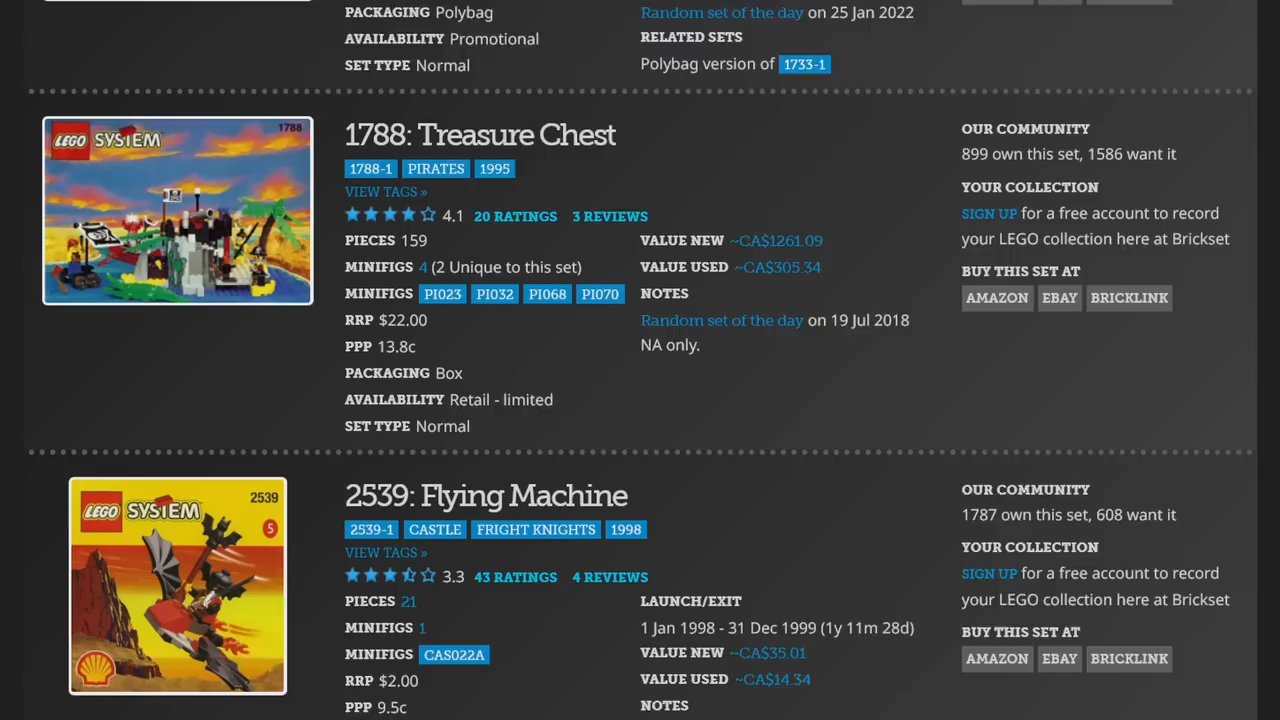 PACKAGING Polybag
AVAILABILITY Promotional
SET TYPE Normal
Random set of the day on 25 Jan 2022
RELATED SETS
Polybag version of 1733-1
LEGO SYSTEM
1788
1788: Treasure Chest
1788-1 PIRATES 1995
VIEW TAGS »
4.1 20 RATINGS 3 REVIEWS
PIECES 159
MINIFIGS 4 (2 Unique to this set)
MINIFIGS PI023 PI032 PI068 PI070
RRP $22.00
PPP 13.8c
PACKAGING Box
AVAILABILITY Retail - limited
SET TYPE Normal
VALUE NEW ~CA$1261.09
VALUE USED ~CA$305.34
NOTES
Random set of the day on 19 Jul 2018
NA only.
OUR COMMUNITY
899 own this set, 1586 want it
YOUR COLLECTION
SIGN UP for a free account to record
your LEGO collection here at Brickset
BUY THIS SET AT
AMAZON EBAY BRICKLINK
LEGO SYSTEM
2539
5
2539: Flying Machine
2539-1 CASTLE FRIGHT KNIGHTS 1998
VIEW TAGS »
3.3 43 RATINGS 4 REVIEWS
PIECES 21
MINIFIGS 1
MINIFIGS CAS022A
RRP $2.00
PPP 9.5c
LAUNCH/EXIT
1 Jan 1998 - 31 Dec 1999 (1y 11m 28d)
VALUE NEW ~CA$35.01
VALUE USED ~CA$14.34
NOTES
OUR COMMUNITY
1787 own this set, 608 want it
YOUR COLLECTION
SIGN UP for a free account to record
your LEGO collection here at Brickset
BUY THIS SET AT
AMAZON EBAY BRICKLINK